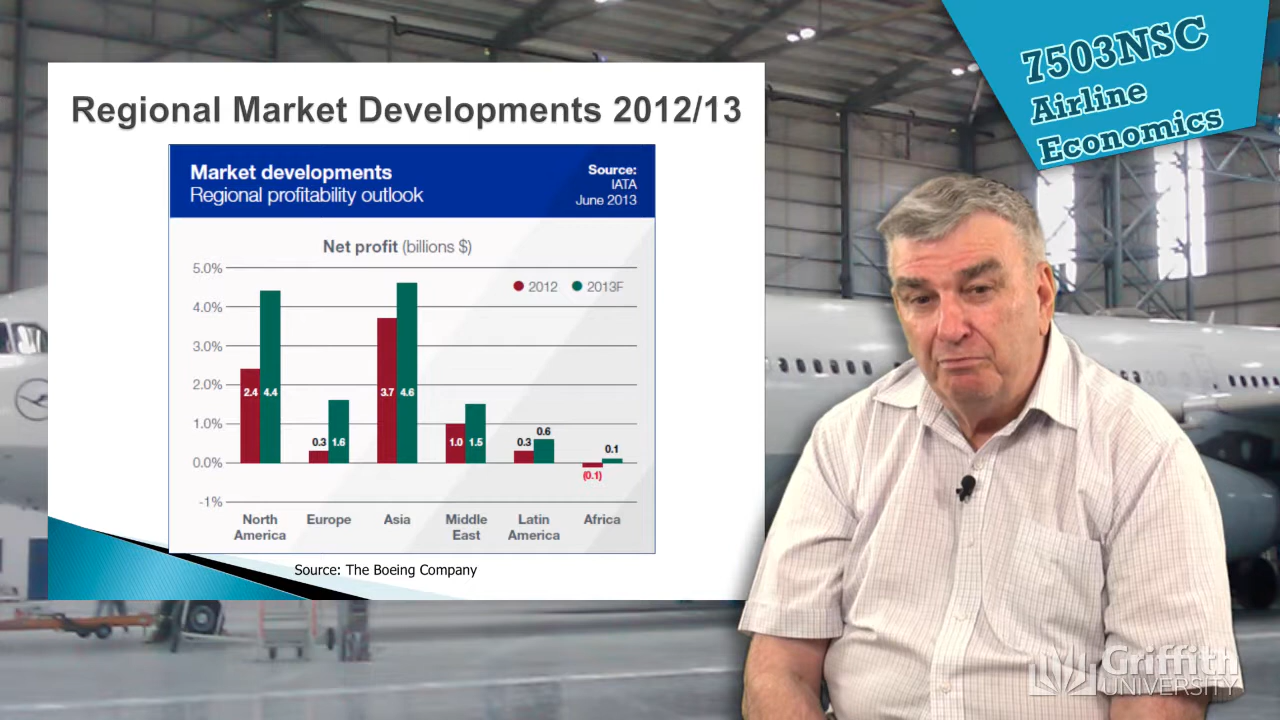 7503NSC
Airline
Economics
Regional Market Developments 2012/13
Market developments
Regional profitability outlook
Source:
IATA
June 2013
Net profit (billions $)
5.0%
2012 2013F
4.0%
3.0%
2.0%
2.4 4.4 3.7 4.6
1.0%
0.3 1.6 1.0 1.5 0.3 0.6 0.1
0.0%
(0.1)
-1%
North America
Europe
Asia
Middle East
Latin America
Africa
Source: The Boeing Company
Griffith
UNIVERSITY